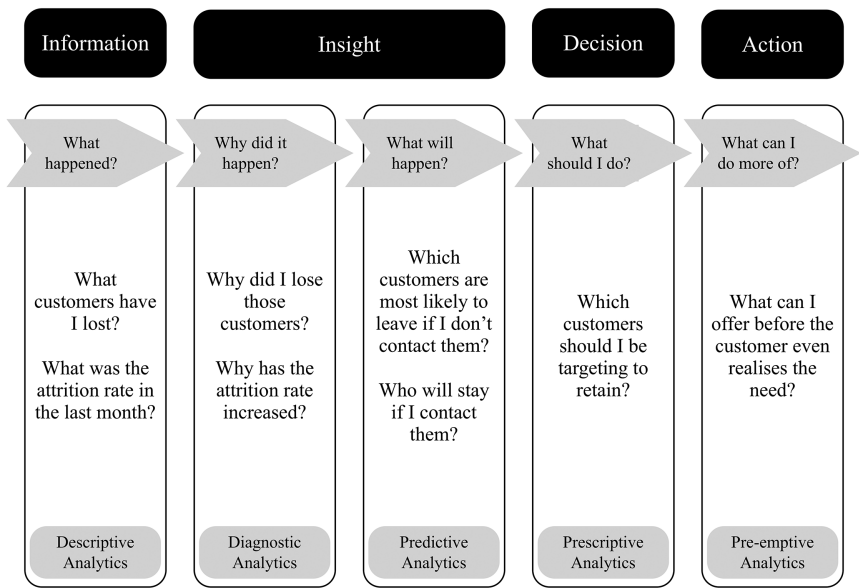 Information
Insight
Decision
Action
What
happened?
Why did it
happen?
What will
happen?
What
should I do?
What can I
do more of?
What
customers have
I lost?
What was the
attrition rate in
the last month?
Why did I lose
those
customers?
Why has the
attrition rate
increased?
Which
customers are
most likely to
leave if I don't
contact them?
Who will stay
if I contact
them?
Which
customers
should I be
targeting to
retain?
What can I
offer before the
customer even
realises the
need?
Descriptive
Analytics
Diagnostic
Analytics
Predictive
Analytics
Prescriptive
Analytics
Pre-emptive
Analytics